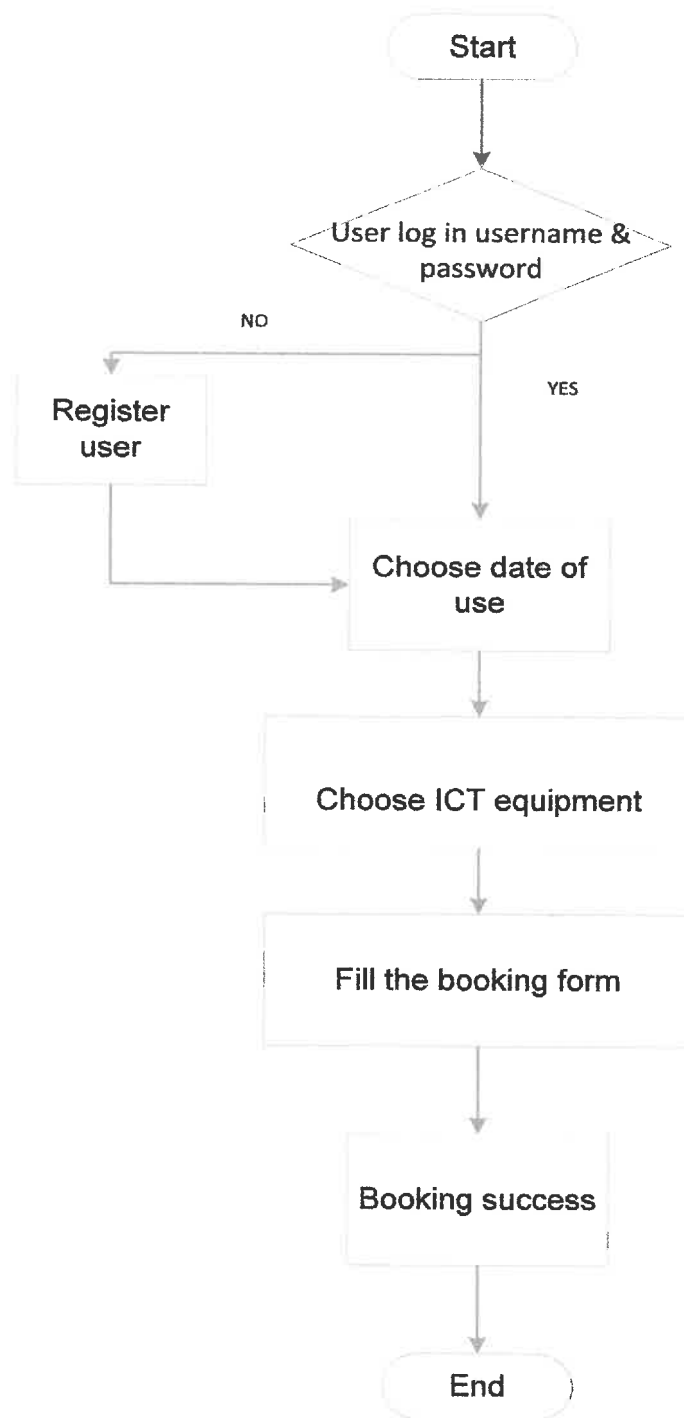 Start
User log in username &
password
NO
YES
Register
user
Choose date of
use
Choose ICT equipment
Fill the booking form
Booking success
End